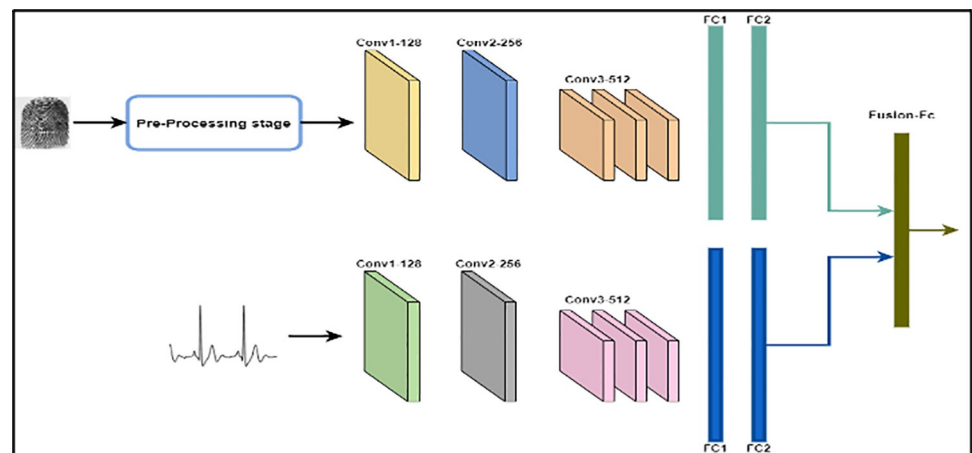 FC1 FC2
Conv1-128 Conv2-256
Conv3-512
Pre-Processing stage
Fusion-Fc
Conv1-128 Conv2-256
Conv3-512
FC1 FC2